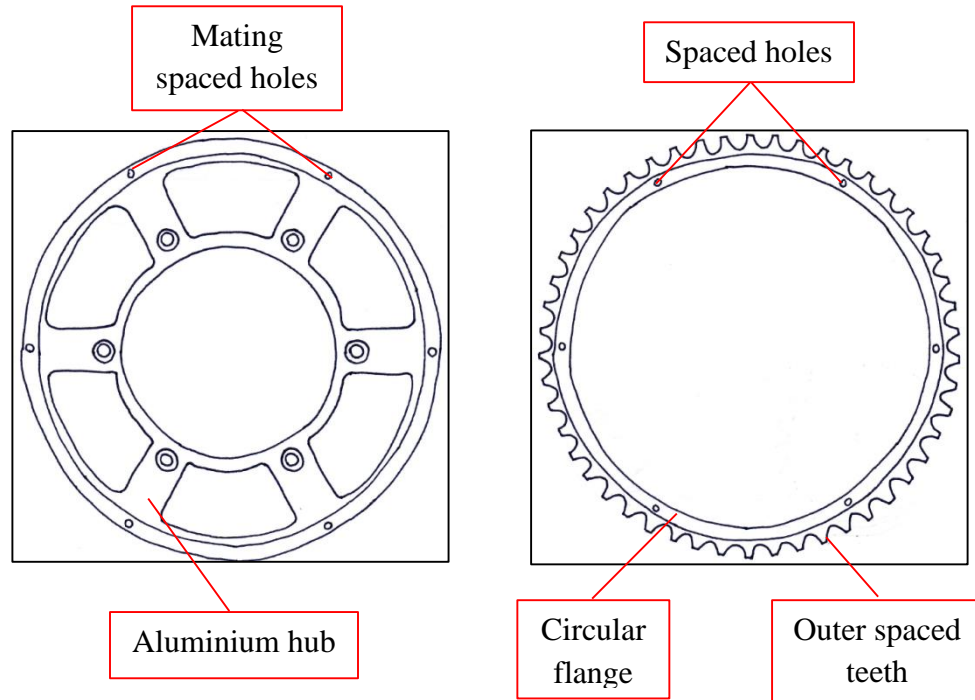 Mating
spaced holes
Spaced holes
Aluminium hub
Circular
flange
Outer spaced
teeth